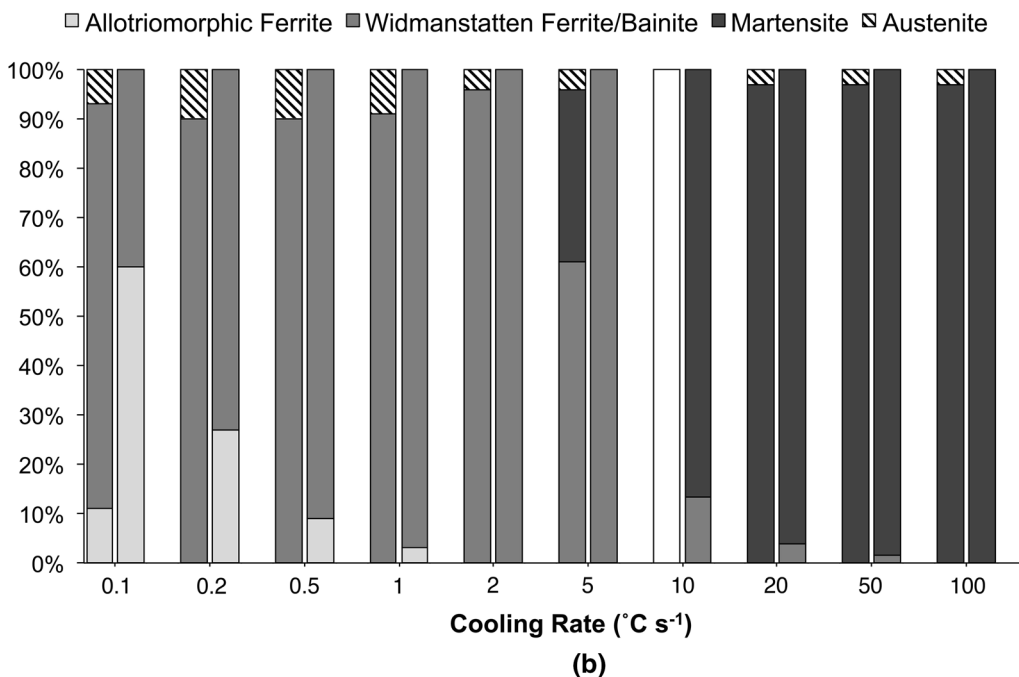 Allotriomorphic Ferrite Widmanstatten Ferrite/Bainite Martensite Austenite
100%
90%
80%
70%
60%
50%
40%
30%
20%
10%
0%
0.1 0.2 0.5 1 2 5 10 20 50 100
Cooling Rate (˚C s⁻¹)
(b)